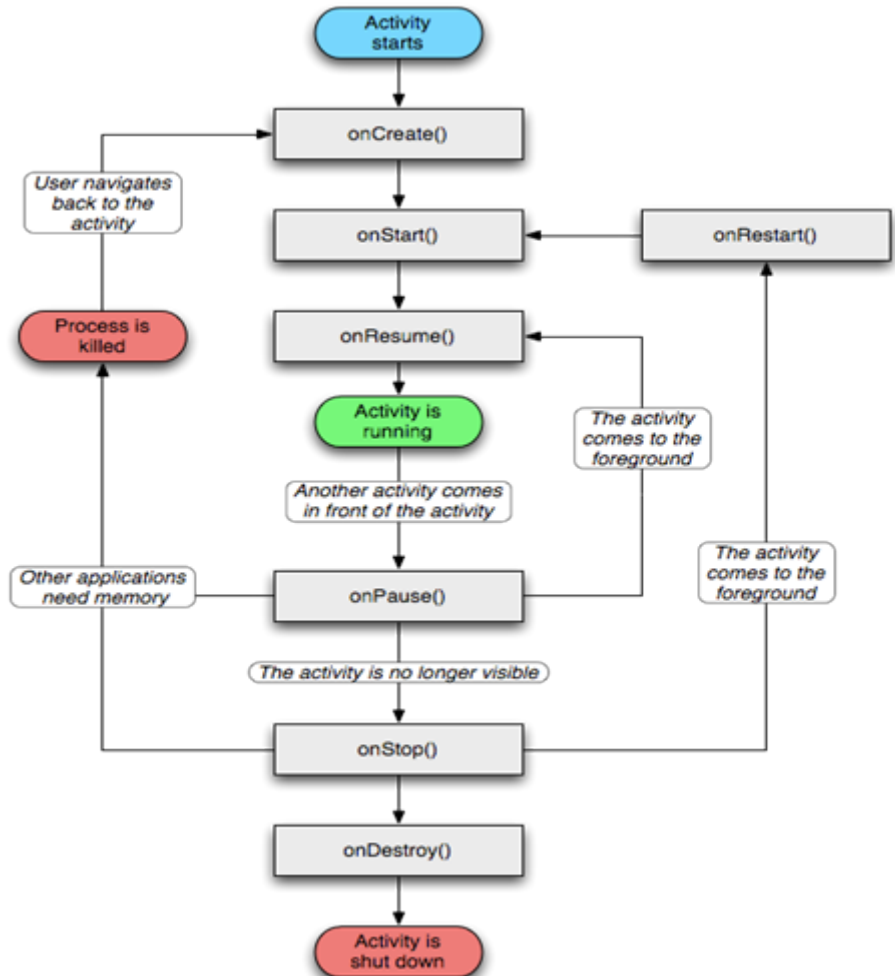 Activity
starts
onCreate()
User navigates
back to the
activity
onStart()
onRestart()
Process is
killed
onResume()
Activity is
running
The activity
comes to the
foreground
Another activity comes
in front of the activity
The activity
comes to the
foreground
Other applications
need memory
onPause()
The activity is no longer visible
onStop()
onDestroy()
Activity is
shut down